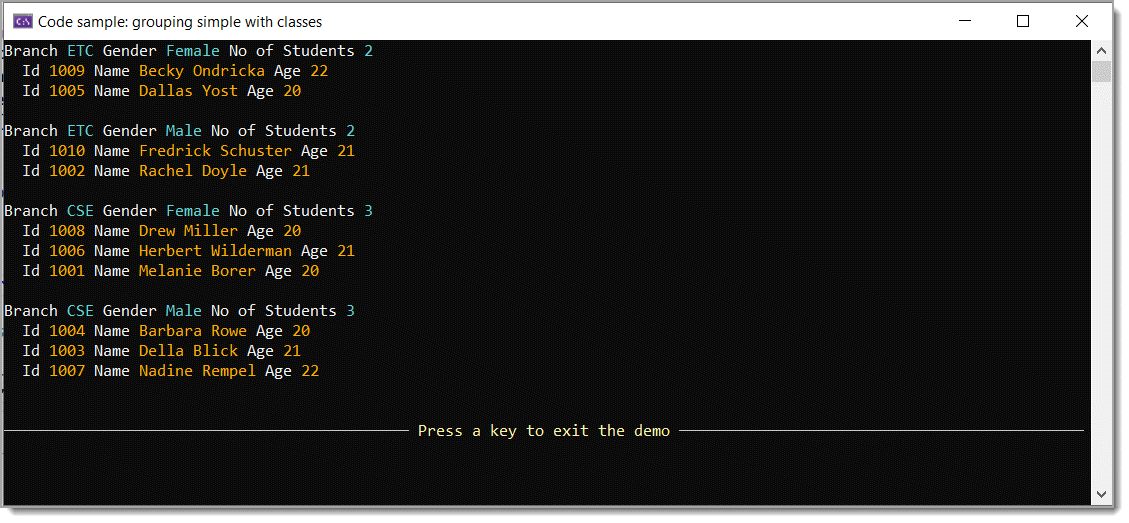 Code sample: grouping simple with classes
Branch ETC Gender Female No of Students 2
Id 1009 Name Becky Ondricka Age 22
Id 1005 Name Dallas Yost Age 20
Branch ETC Gender Male No of Students 2
Id 1010 Name Fredrick Schuster Age 21
Id 1002 Name Rachel Doyle Age 21
Branch CSE Gender Female No of Students 3
Id 1008 Name Drew Miller Age 20
Id 1006 Name Herbert Wilderman Age 21
Id 1001 Name Melanie Borer Age 20
Branch CSE Gender Male No of Students 3
Id 1004 Name Barbara Rowe Age 20
Id 1003 Name Della Blick Age 21
Id 1007 Name Nadine Rempel Age 22
Press a key to exit the demo